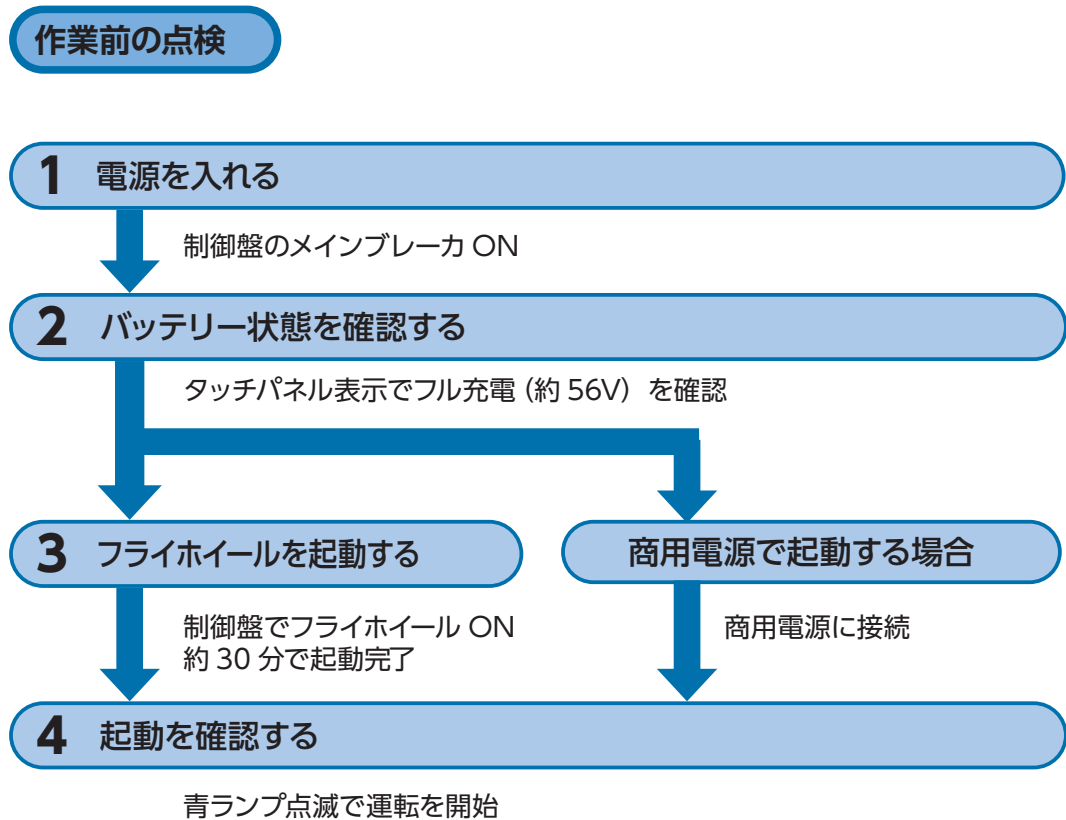 作業前の点検
1 電源を入れる
制御盤のメインブレーカ ON
2 バッテリー状態を確認する
タッチパネル表示でフル充電（約 56V）を確認
3 フライホイールを起動する
商用電源で起動する場合
制御盤でフライホイール ON
約 30 分で起動完了
商用電源に接続
4 起動を確認する
青ランプ点滅で運転を開始